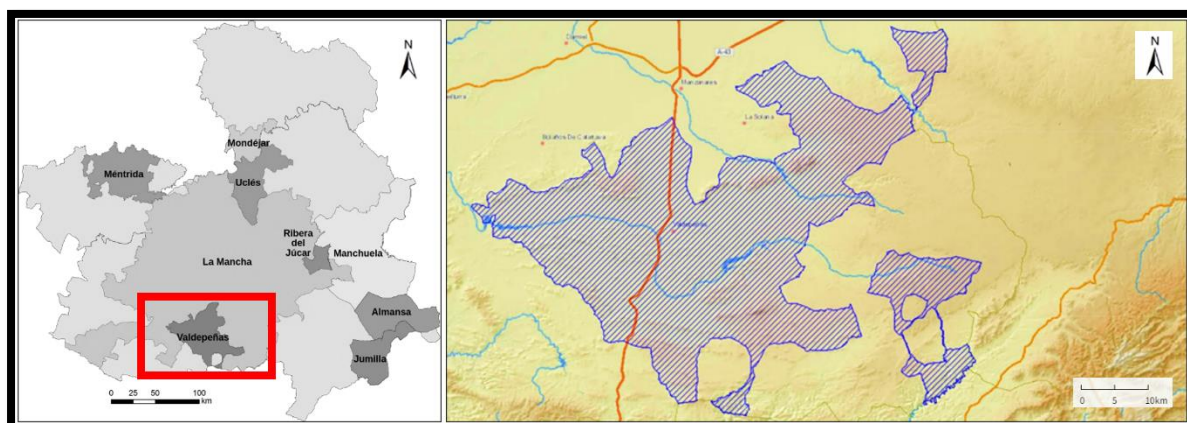 N
Mondéjar
Méntrida
Uclés
Ribera
del
Júcar
Manchuela
La Mancha
Almansa
Valdepeñas
Jumilla
0 25 50 100
km
N
A-43
Daimiel
Manzanares
La Solana
Bolaños De Calatrava
Valdepeñas
0 5 10km